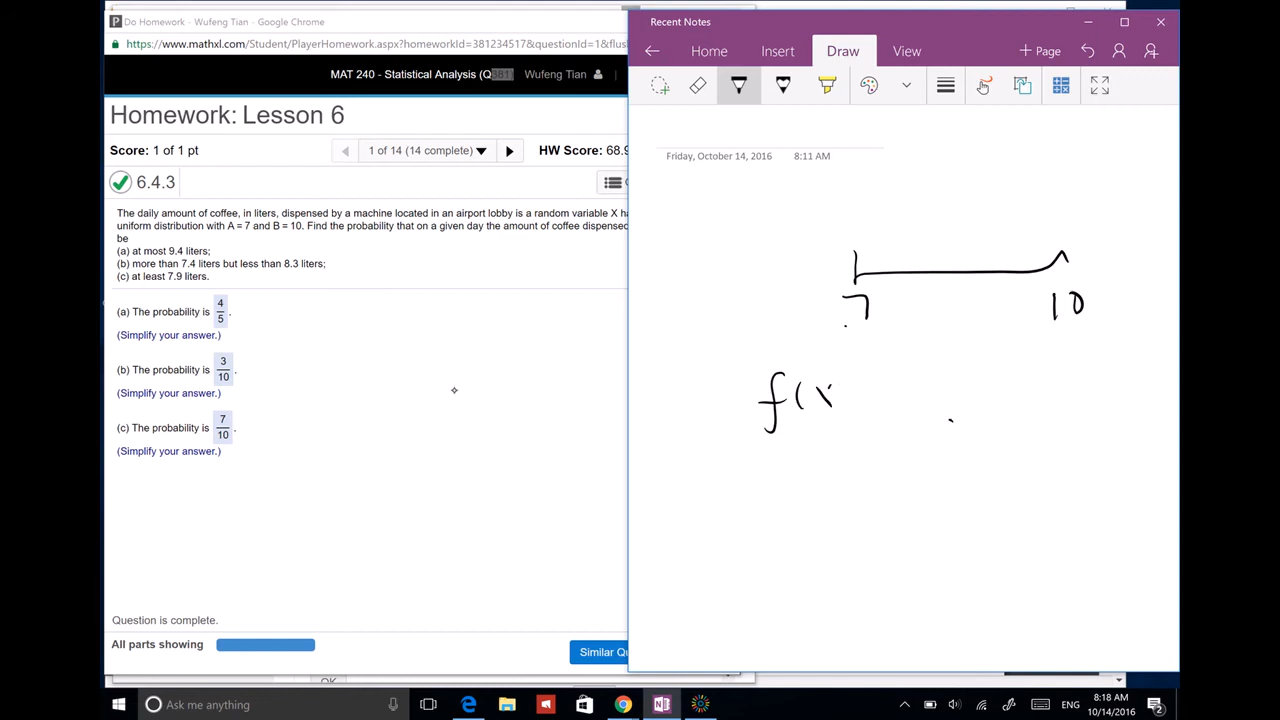 Do Homework - Wufeng Tian - Google Chrome
https://www.mathxl.com/Student/PlayerHomework.aspx?homeworkId=381234517&questionId=1&flus
MAT 240 - Statistical Analysis (Q3811) Wufeng Tian
Homework: Lesson 6
Score: 1 of 1 pt
1 of 14 (14 complete)
HW Score: 68.9
6.4.3
The daily amount of coffee, in liters, dispensed by a machine located in an airport lobby is a random variable X ha
uniform distribution with A = 7 and B = 10. Find the probability that on a given day the amount of coffee dispensed
be
(a) at most 9.4 liters;
(b) more than 7.4 liters but less than 8.3 liters;
(c) at least 7.9 liters.
(a) The probability is 4/5.
(Simplify your answer.)
(b) The probability is 3/10.
(Simplify your answer.)
(c) The probability is 7/10.
(Simplify your answer.)
Question is complete.
All parts showing
Similar Qu
OK
Recent Notes
Home Insert Draw View
+ Page
Friday, October 14, 2016 8:11 AM
7 10
f(x
Ask me anything
ENG
8:18 AM
10/14/2016
2